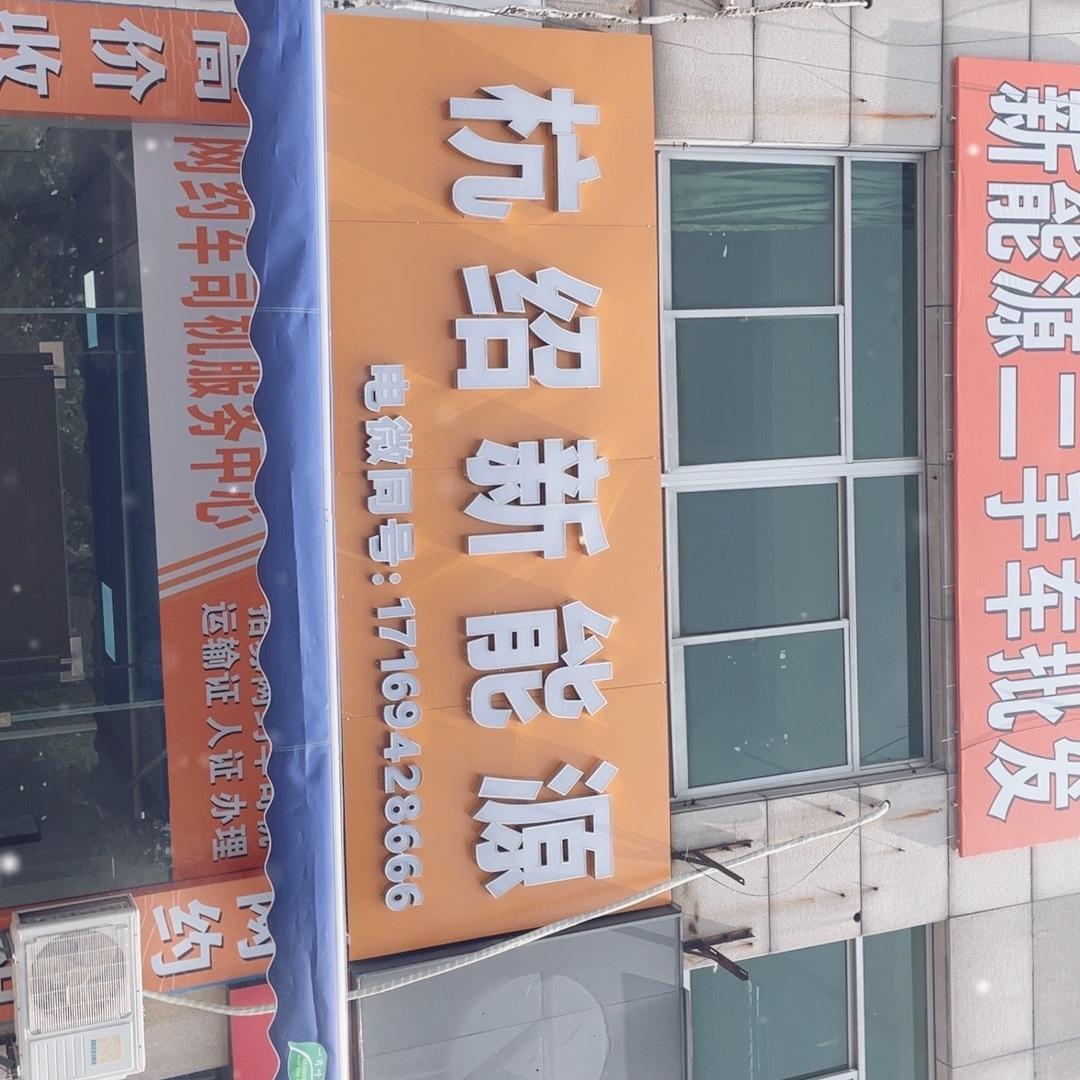 新能源二手车批发
杭绍新能源
电微同号:17169428666
高价收
网约车司机服务中心
运输证 人证 办理
网约